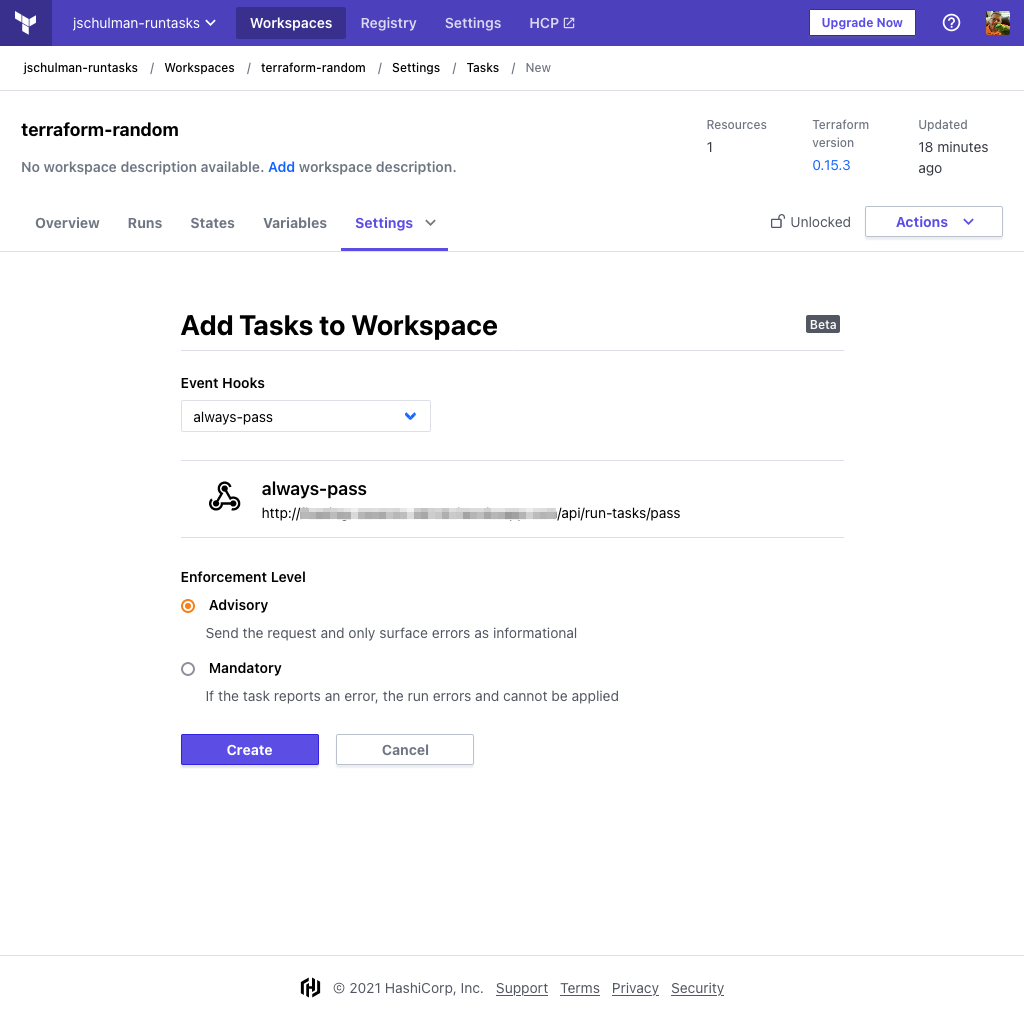 jschulman-runtasks Workspaces Registry Settings HCP Upgrade Now
jschulman-runtasks / Workspaces / terraform-random / Settings / Tasks / New
terraform-random
No workspace description available. Add workspace description.
Resources
1
Terraform
version
0.15.3
Updated
18 minutes
ago
Overview Runs States Variables Settings Unlocked Actions
Add Tasks to Workspace Beta
Event Hooks
always-pass
always-pass
http:// /api/run-tasks/pass
Enforcement Level
Advisory
Send the request and only surface errors as informational
Mandatory
If the task reports an error, the run errors and cannot be applied
Create Cancel
© 2021 HashiCorp, Inc. Support Terms Privacy Security